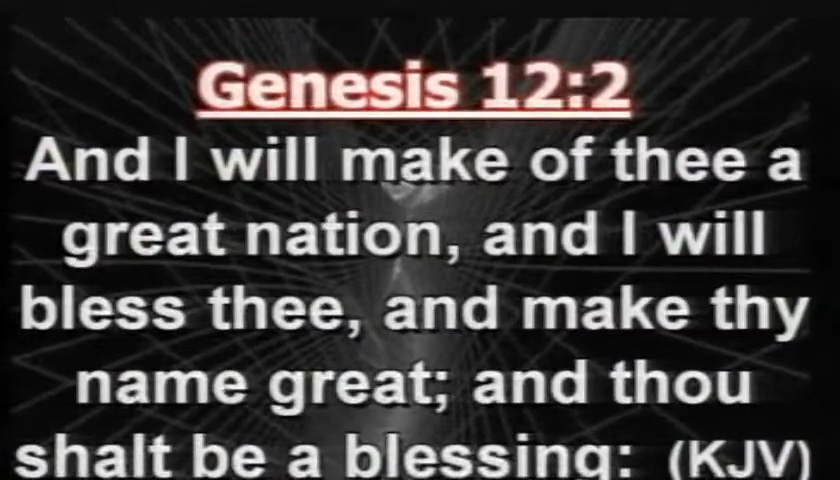 Genesis 12:2
And I will make of thee a
great nation, and I will
bless thee, and make thy
name great; and thou
shalt be a blessing: (KJV)